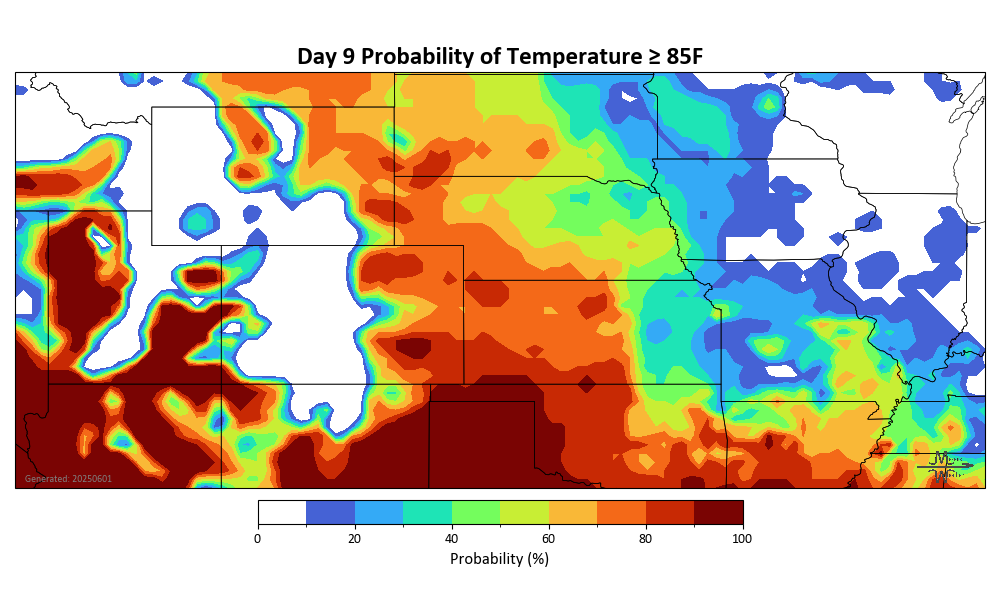 Day 9 Probability of Temperature ≥ 85F
Generated: 20250601
0 20 40 60 80 100
Probability (%)